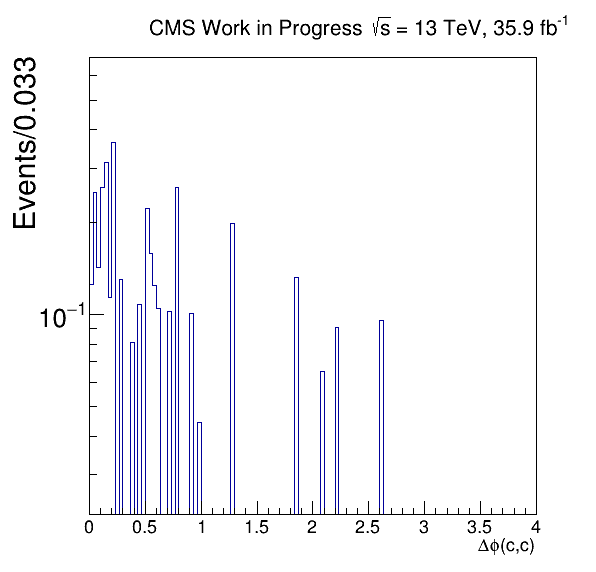 CMS Work in Progress √s = 13 TeV, 35.9 fb⁻¹
Events/0.033
10⁻¹
0 0.5 1 1.5 2 2.5 3 3.5 4
Δϕ(c,c)